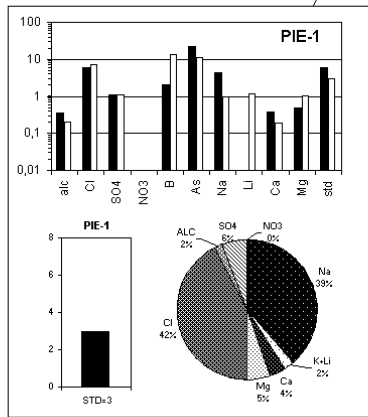 PIE-1
100
10
1
0,1
0,01
alc
Cl
SO4
NO3
B
As
Na
Li
Ca
Mg
std
PIE-1
8
6
4
2
0
STD=3
ALC
2%
SO4
6%
NO3
0%
Na
39%
K+Li
2%
Ca
4%
Mg
5%
Cl
42%